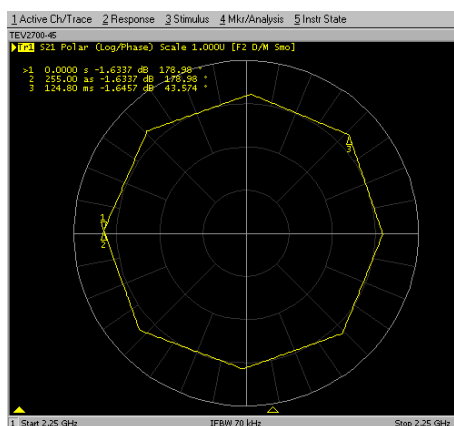 1 Active Ch/Trace 2 Response 3 Stimulus 4 Mkr/Analysis 5 Instr State
TEV2700-45
Tr1 S21 Polar (Log/Phase) Scale 1.000U [F2 D/M Smo]
>1 0.0000 s -1.6337 dB 178.98 °
2 255.00 as -1.6337 dB 178.98 °
3 124.80 ms -1.6457 dB 43.574 °
3
1
2
1 Start 2.25 GHz IFBW 70 kHz Stop 2.25 GHz